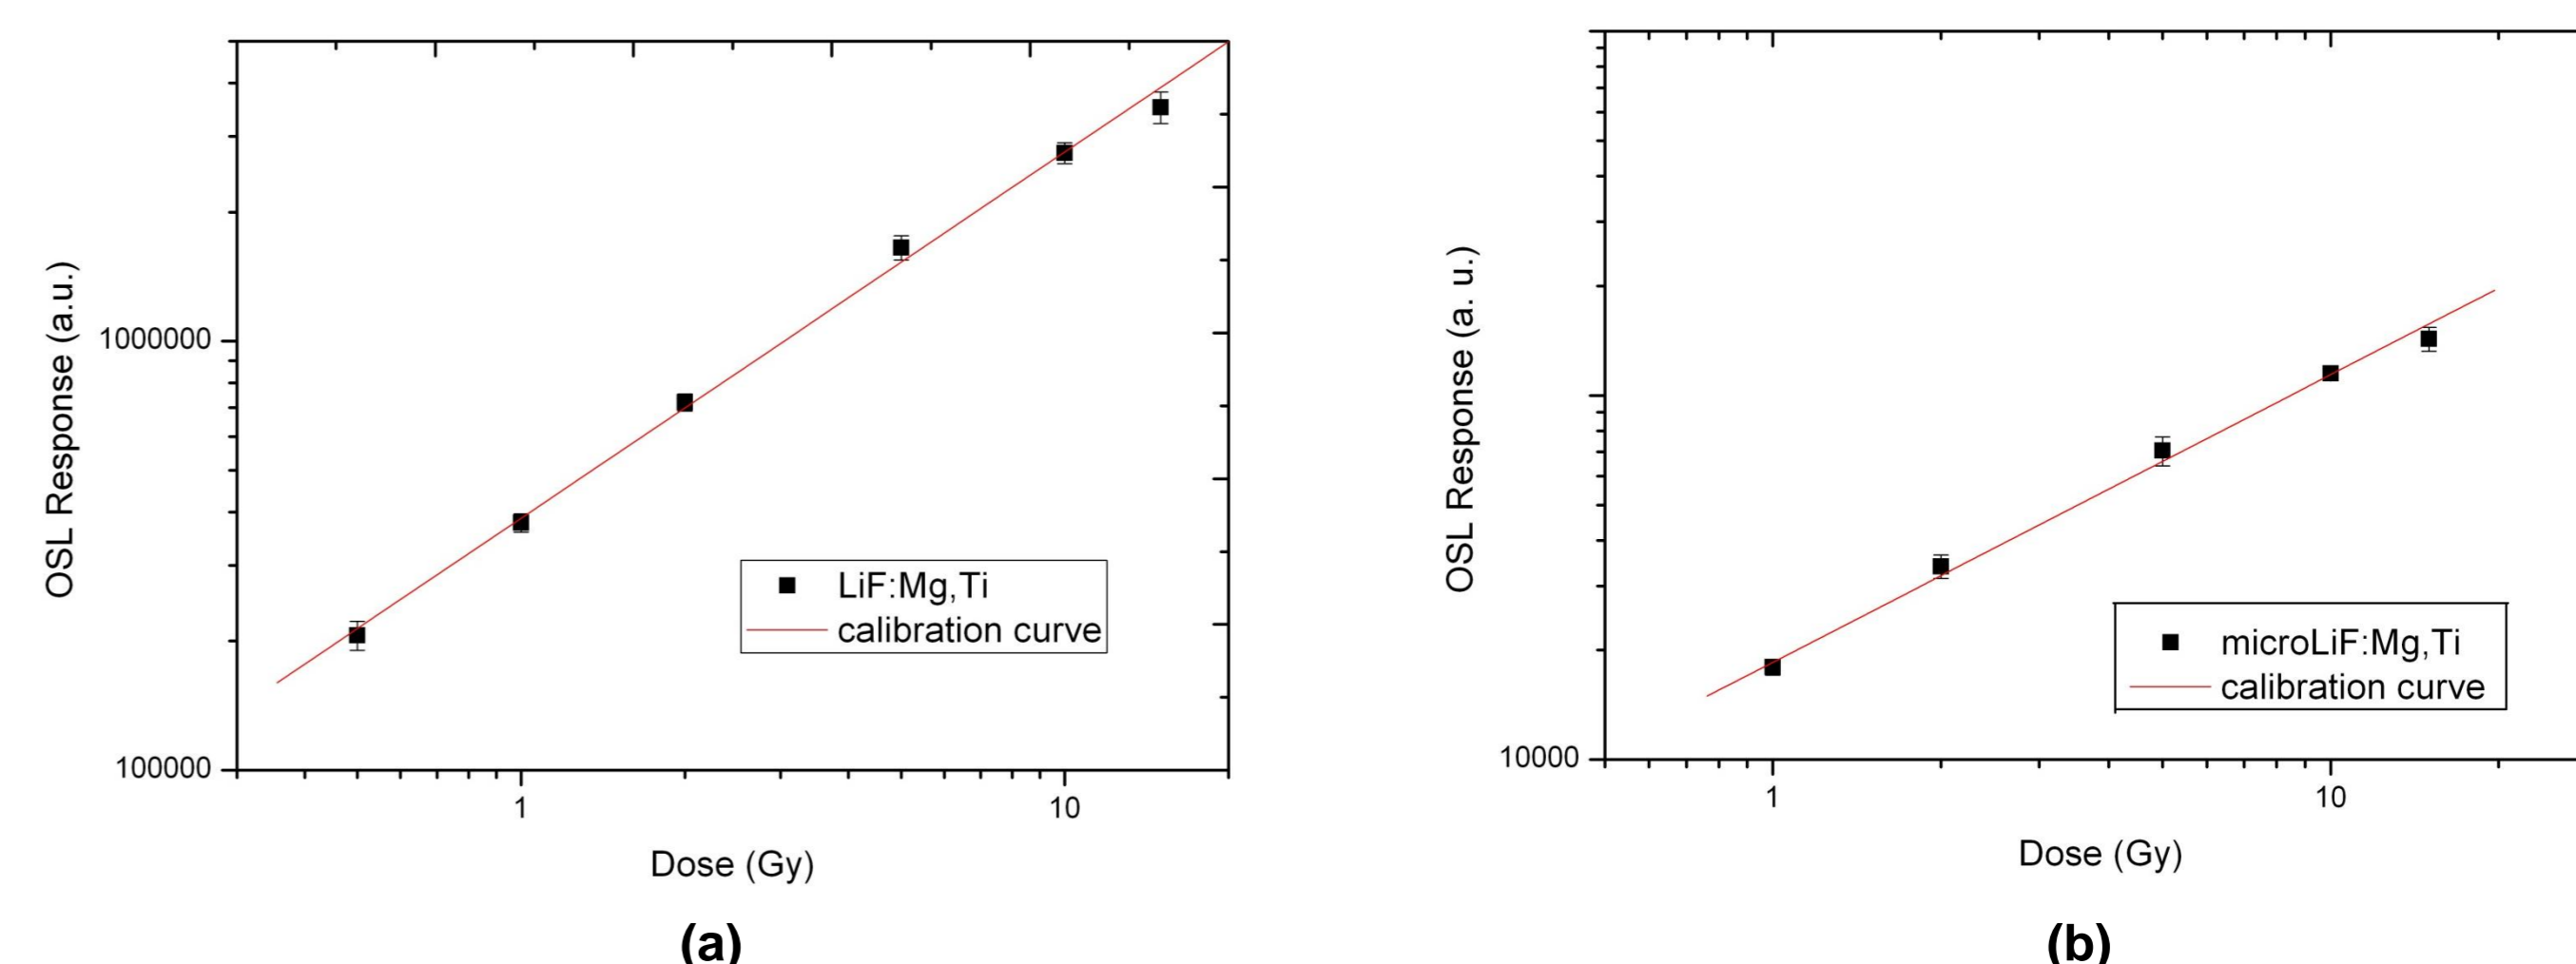 OSL Response (a.u.)
1000000
100000
LiF:Mg,Ti
calibration curve
1
10
Dose (Gy)
(a)
OSL Response (a. u.)
10000
microLiF:Mg,Ti
calibration curve
1
10
Dose (Gy)
(b)